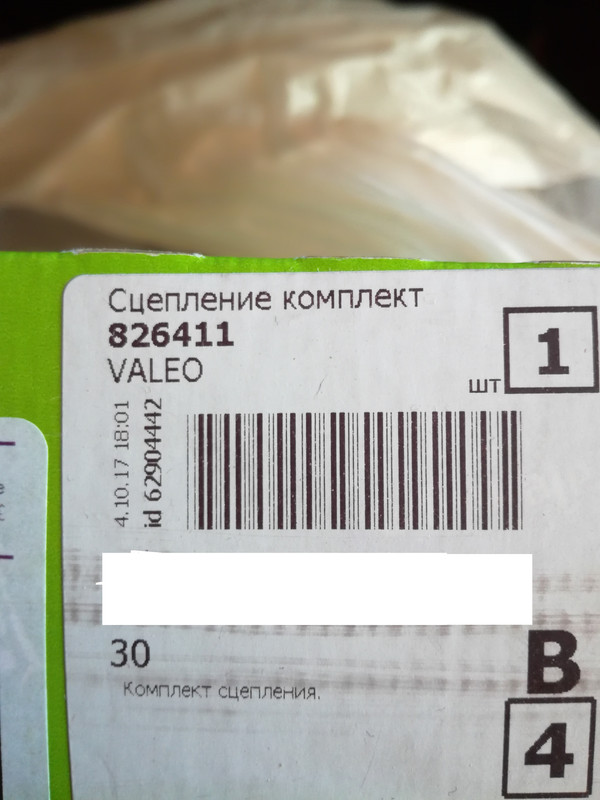 Сцепление комплект
826411
VALEO
шт
1
4.10.17 18:01
id 62904442
30
Комплект сцепления.
B
4